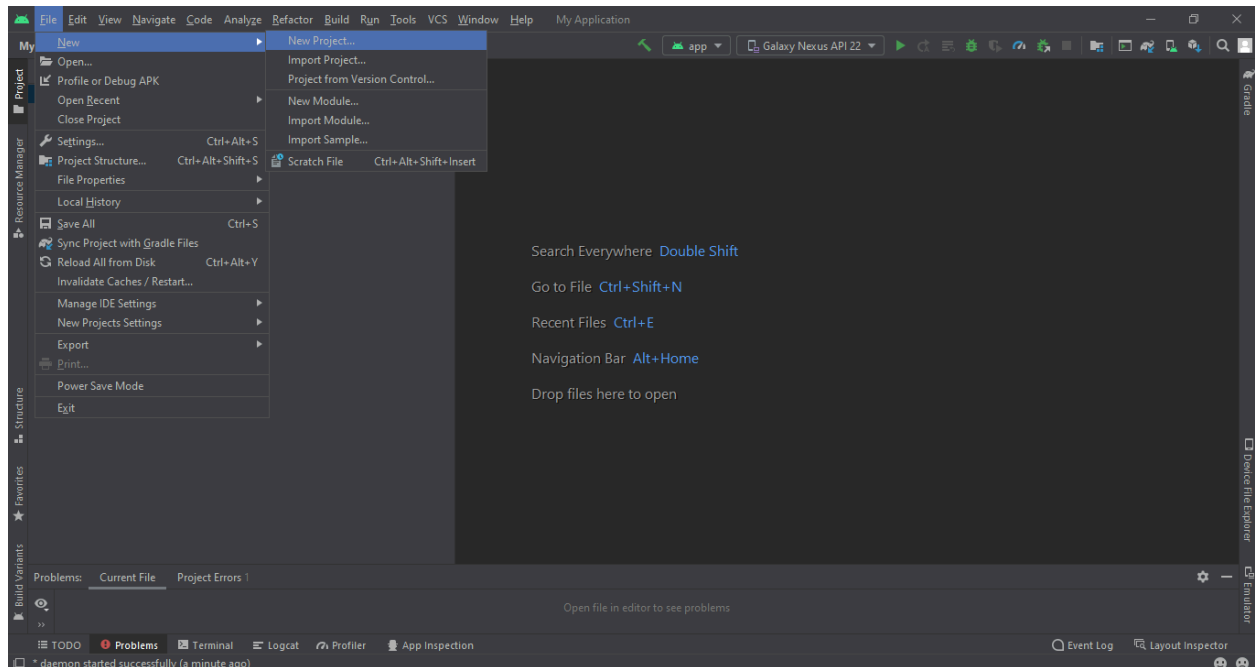 File Edit View Navigate Code Analyze Refactor Build Run Tools VCS Window Help My Application
My
app
Galaxy Nexus API 22
New
Open...
Profile or Debug APK
Open Recent
Close Project
Settings... Ctrl+Alt+S
Project Structure... Ctrl+Alt+Shift+S
File Properties
Local History
Save All Ctrl+S
Sync Project with Gradle Files
Reload All from Disk Ctrl+Alt+Y
Invalidate Caches / Restart...
Manage IDE Settings
New Projects Settings
Export
Print...
Power Save Mode
Exit
New Project...
Import Project...
Project from Version Control...
New Module...
Import Module...
Import Sample...
Scratch File Ctrl+Alt+Shift+Insert
Project
Resource Manager
Structure
Favorites
Build Variants
Search Everywhere Double Shift
Go to File Ctrl+Shift+N
Recent Files Ctrl+E
Navigation Bar Alt+Home
Drop files here to open
Gradle
Device File Explorer
Emulator
Problems: Current File Project Errors 1
Open file in editor to see problems
TODO Problems Terminal Logcat Profiler App Inspection Event Log Layout Inspector
* daemon started successfully (a minute ago)